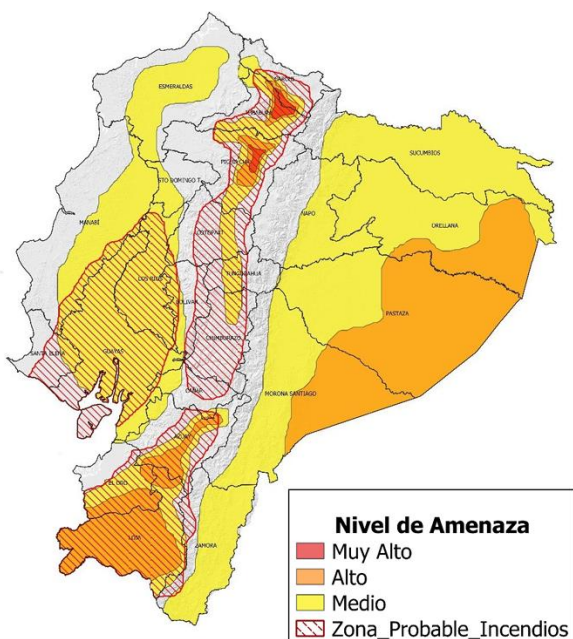 ESMERALDAS
CARCHI
IMBABURA
SUCUMBIOS
PICHINCHA
STO DOMINGO T.
NAPO
ORELLANA
MANABÍ
COTOPAXI
LOS RIOS
TUNGURAHUA
BOLIVAR
PASTAZA
SANTA ELENA
GUAYAS
CHIMBORAZO
CAÑAR
MORONA SANTIAGO
AZUAY
EL ORO
LOJA
ZAMORA
Nivel de Amenaza
Muy Alto
Alto
Medio
Zona_Probable_Incendios